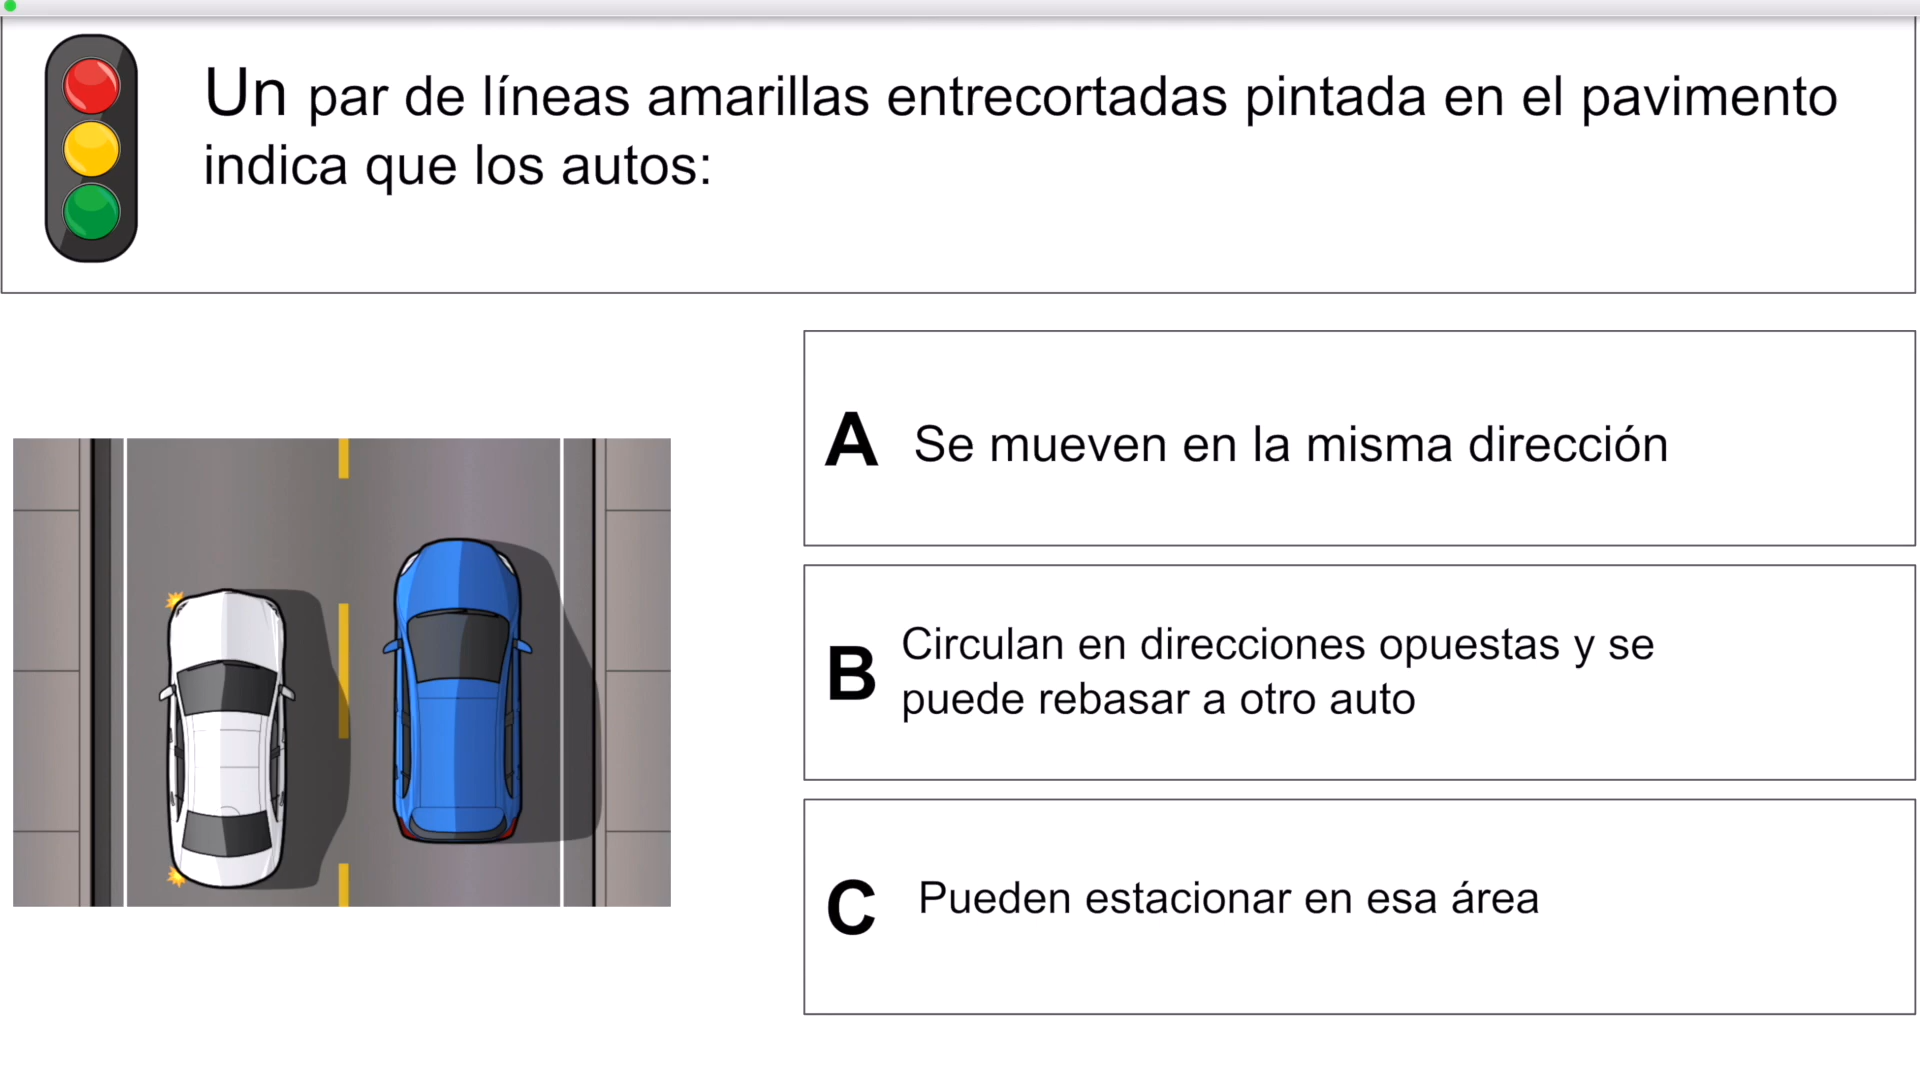 Un par de líneas amarillas entrecortadas pintada en el pavimento
indica que los autos:
A Se mueven en la misma dirección
B Circulan en direcciones opuestas y se
puede rebasar a otro auto
C Pueden estacionar en esa área